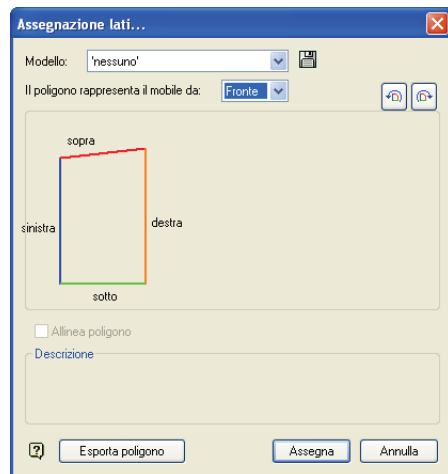 Assegnazione lati...
Modello: 'nessuno'
Il poligono rappresenta il mobile da: Fronte
sopra
sinistra
destra
sotto
Allinea poligono
Descrizione
Esporta poligono Assegna Annulla